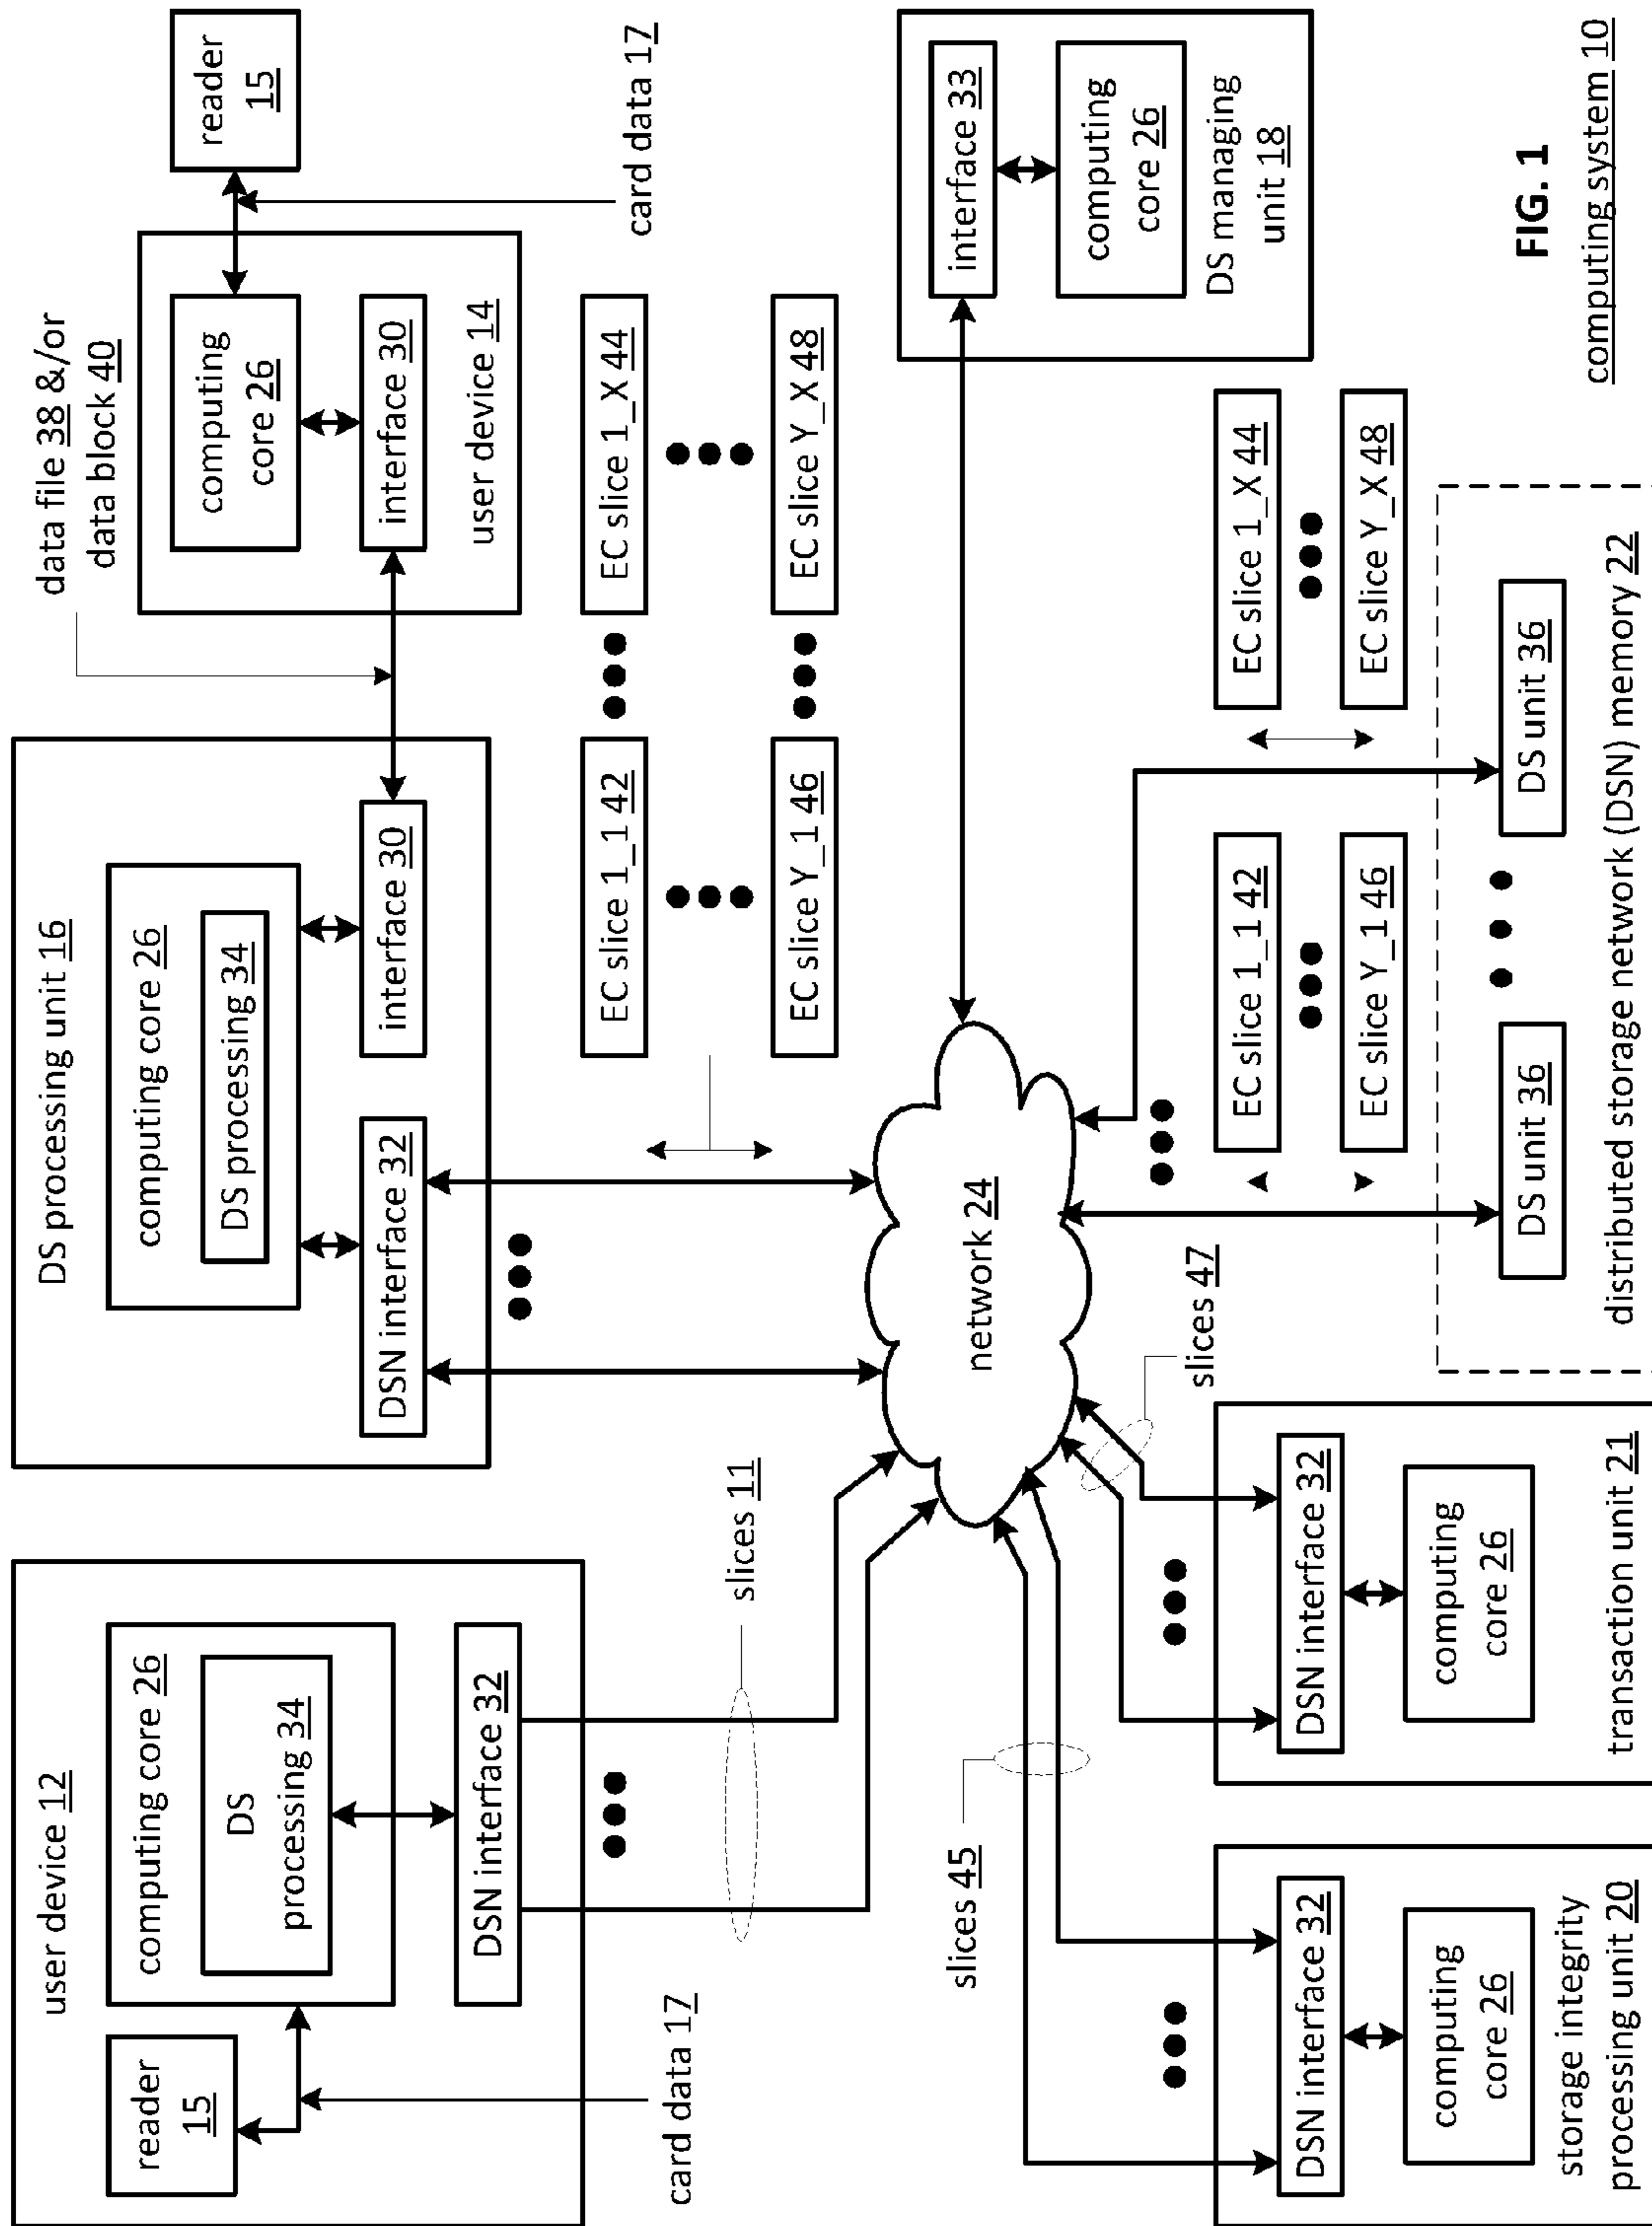 user device 12
reader
15
computing core 26
DS
processing 34
DSN interface 32
card data 17
slices 11
DS processing unit 16
computing core 26
DS processing 34
DSN interface 32
interface 30
data file 38 &/or
data block 40
computing
core 26
interface 30
user device 14
reader
15
card data 17
EC slice 1_1 42
EC slice 1_X 44
EC slice Y_1 46
EC slice Y_X 48
network 24
interface 33
computing
core 26
DS managing
unit 18
slices 45
slices 47
DSN interface 32
computing
core 26
storage integrity
processing unit 20
DSN interface 32
computing
core 26
transaction unit 21
EC slice 1_1 42
EC slice 1_X 44
EC slice Y_1 46
EC slice Y_X 48
DS unit 36
DS unit 36
distributed storage network (DSN) memory 22
FIG. 1
computing system 10